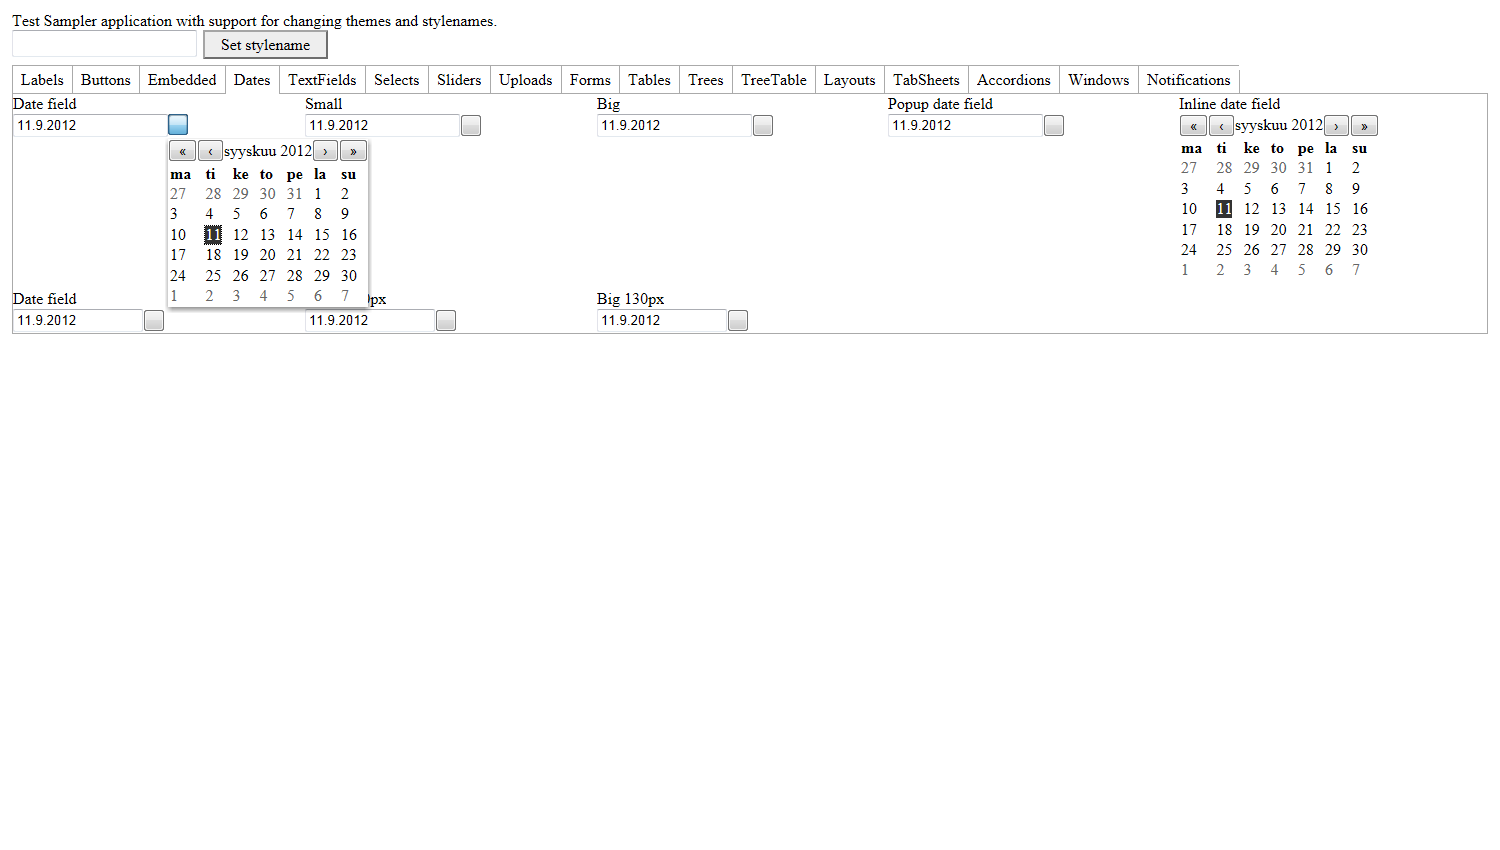 Test Sampler application with support for changing themes and stylenames.
Set stylename
Labels Buttons Embedded Dates TextFields Selects Sliders Uploads Forms Tables Trees TreeTable Layouts TabSheets Accordions Windows Notifications
Date field Small Big Popup date field Inline date field
11.9.2012 11.9.2012 11.9.2012 11.9.2012 « ‹ syyskuu 2012 › »
« ‹ syyskuu 2012 › »
ma ti ke to pe la su
27 28 29 30 31 1 2
3 4 5 6 7 8 9
10 11 12 13 14 15 16
17 18 19 20 21 22 23
24 25 26 27 28 29 30
1 2 3 4 5 6 7
ma ti ke to pe la su
27 28 29 30 31 1 2
3 4 5 6 7 8 9
10 11 12 13 14 15 16
17 18 19 20 21 22 23
24 25 26 27 28 29 30
1 2 3 4 5 6 7
Date field px Big 130px
11.9.2012 11.9.2012 11.9.2012